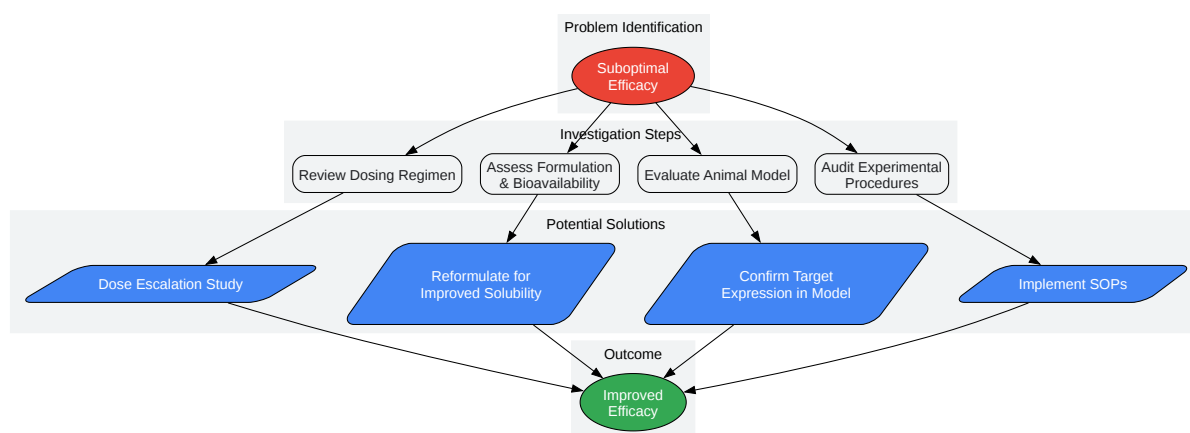 Problem Identification
Suboptimal
Efficacy
Investigation Steps
Review Dosing Regimen
Assess Formulation
& Bioavailability
Evaluate Animal Model
Audit Experimental
Procedures
Potential Solutions
Dose Escalation Study
Reformulate for
Improved Solubility
Confirm Target
Expression in Model
Implement SOPs
Outcome
Improved
Efficacy